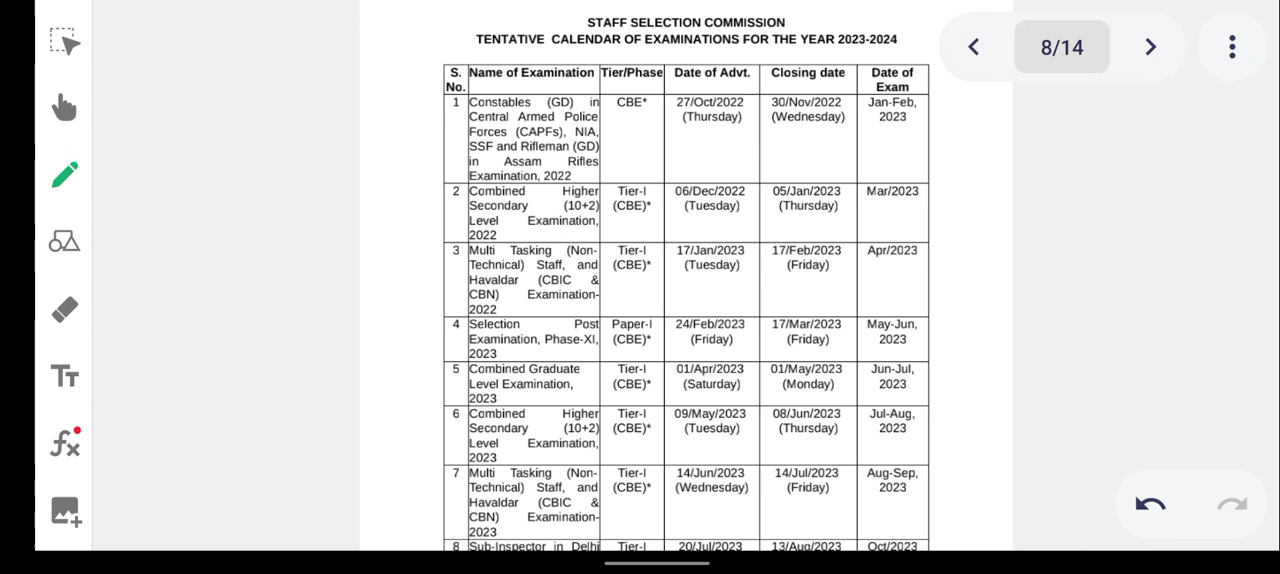 STAFF SELECTION COMMISSION
TENTATIVE CALENDAR OF EXAMINATIONS FOR THE YEAR 2023-2024
8/14
S. No. Name of Examination Tier/Phase Date of Advt. Closing date Date of Exam
1 Constables (GD) in CBE* 27/Oct/2022 30/Nov/2022 Jan-Feb,
Central Armed Police (Thursday) (Wednesday) 2023
Forces (CAPFs), NIA,
SSF and Rifleman (GD)
in Assam Rifles
Examination, 2022
2 Combined Higher Tier-I 06/Dec/2022 05/Jan/2023 Mar/2023
Secondary (10+2) (CBE)* (Tuesday) (Thursday)
Level Examination,
2022
3 Multi Tasking (Non- Tier-I 17/Jan/2023 17/Feb/2023 Apr/2023
Technical) Staff, and (CBE)* (Tuesday) (Friday)
Havaldar (CBIC &
CBN) Examination-
2022
4 Selection Post Paper-I 24/Feb/2023 17/Mar/2023 May-Jun,
Examination, Phase-XI, (CBE)* (Friday) (Friday) 2023
2023
5 Combined Graduate Tier-I 01/Apr/2023 01/May/2023 Jun-Jul,
Level Examination, (CBE)* (Saturday) (Monday) 2023
2023
6 Combined Higher Tier-I 09/May/2023 08/Jun/2023 Jul-Aug,
Secondary (10+2) (CBE)* (Tuesday) (Thursday) 2023
Level Examination,
2023
7 Multi Tasking (Non- Tier-I 14/Jun/2023 14/Jul/2023 Aug-Sep,
Technical) Staff, and (CBE)* (Wednesday) (Friday) 2023
Havaldar (CBIC &
CBN) Examination-
2023
8 Sub-Inspector in Delhi Tier-I 20/Jul/2023 13/Aug/2023 Oct/2023
Tт
fx